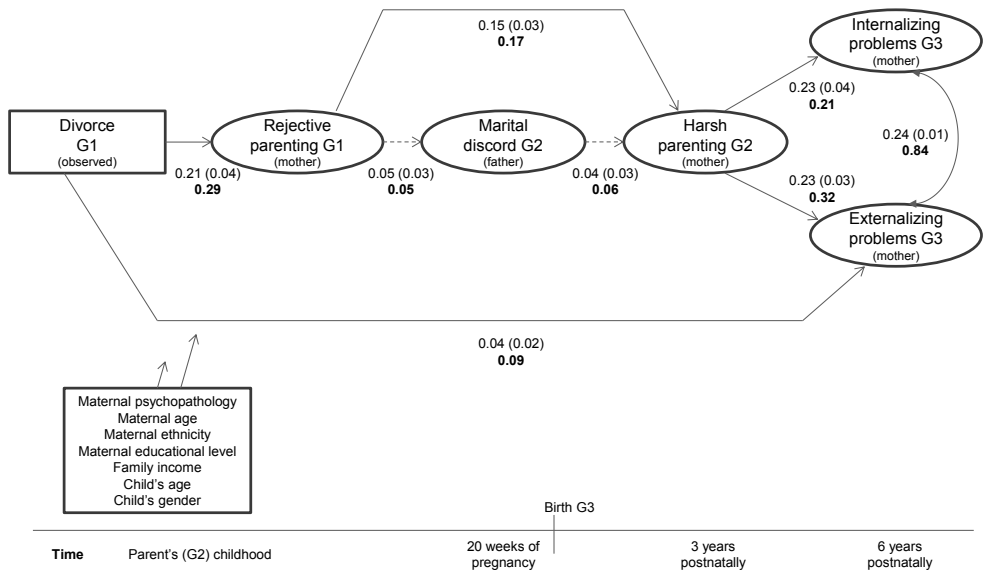 0.15 (0.03)
0.17
Internalizing
problems G3
(mother)
0.23 (0.04)
0.21
Divorce
G1
(observed)
Rejective
parenting G1
(mother)
Marital
discord G2
(father)
Harsh
parenting G2
(mother)
0.21 (0.04)
0.29
0.05 (0.03)
0.05
0.04 (0.03)
0.06
0.24 (0.01)
0.84
0.23 (0.03)
0.32
Externalizing
problems G3
(mother)
0.04 (0.02)
0.09
Maternal psychopathology
Maternal age
Maternal ethnicity
Maternal educational level
Family income
Child's age
Child's gender
Birth G3
Time
Parent's (G2) childhood
20 weeks of
pregnancy
3 years
postnatally
6 years
postnatally